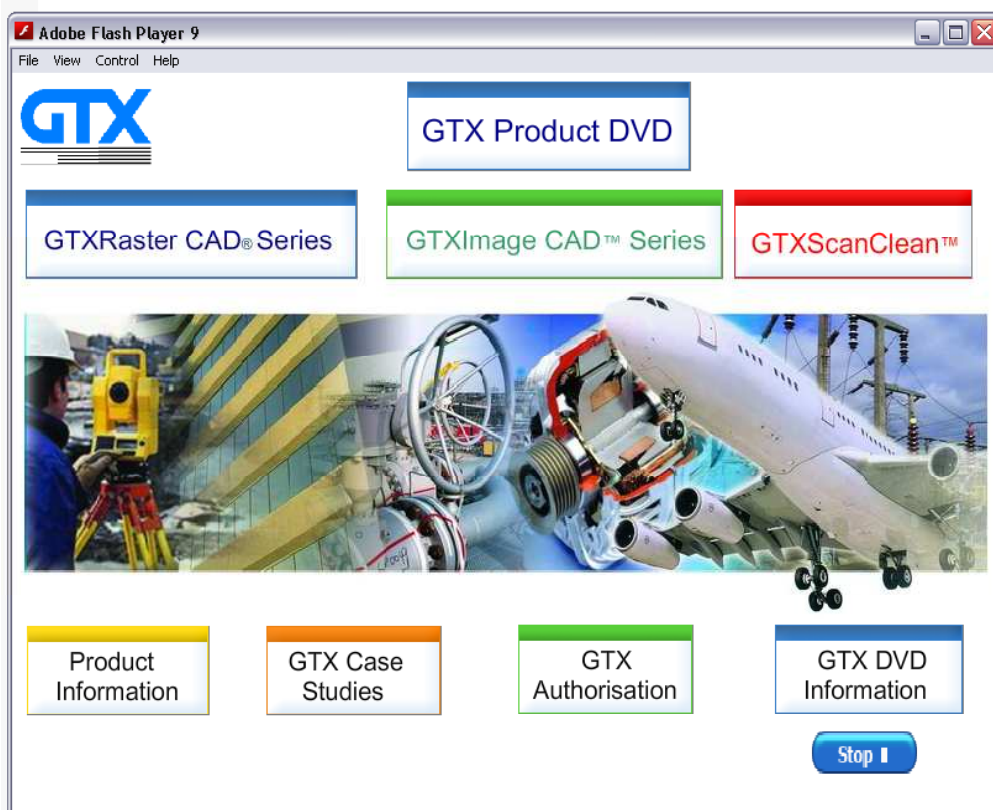 Adobe Flash Player 9
File View Control Help
GTX
GTX Product DVD
GTXRaster CAD® Series
GTXImage CAD™ Series
GTXScanClean™
Product
Information
GTX Case
Studies
GTX
Authorisation
GTX DVD
Information
Stop